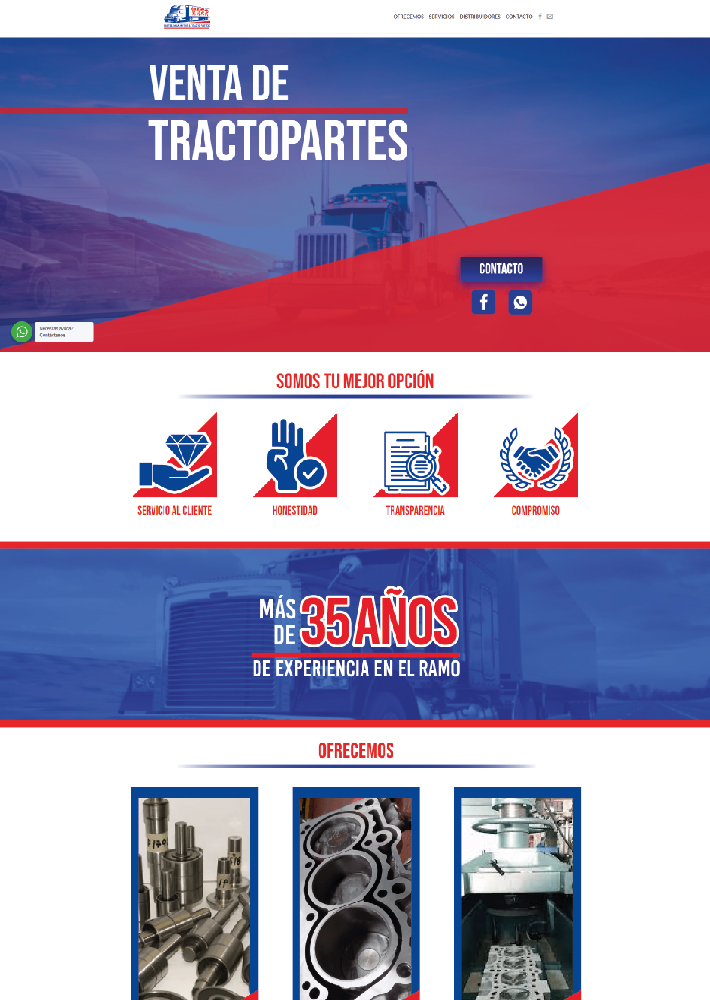 OFRECEMOS SERVICIOS DISTRIBUIDORES CONTACTO
VENTA DE
TRACTOPARTES
CONTACTO
Contáctanos
SOMOS TU MEJOR OPCIÓN
SERVICIO AL CLIENTE
HONESTIDAD
TRANSPARENCIA
COMPROMISO
MÁS
DE
35 AÑOS
DE EXPERIENCIA EN EL RAMO
OFRECEMOS